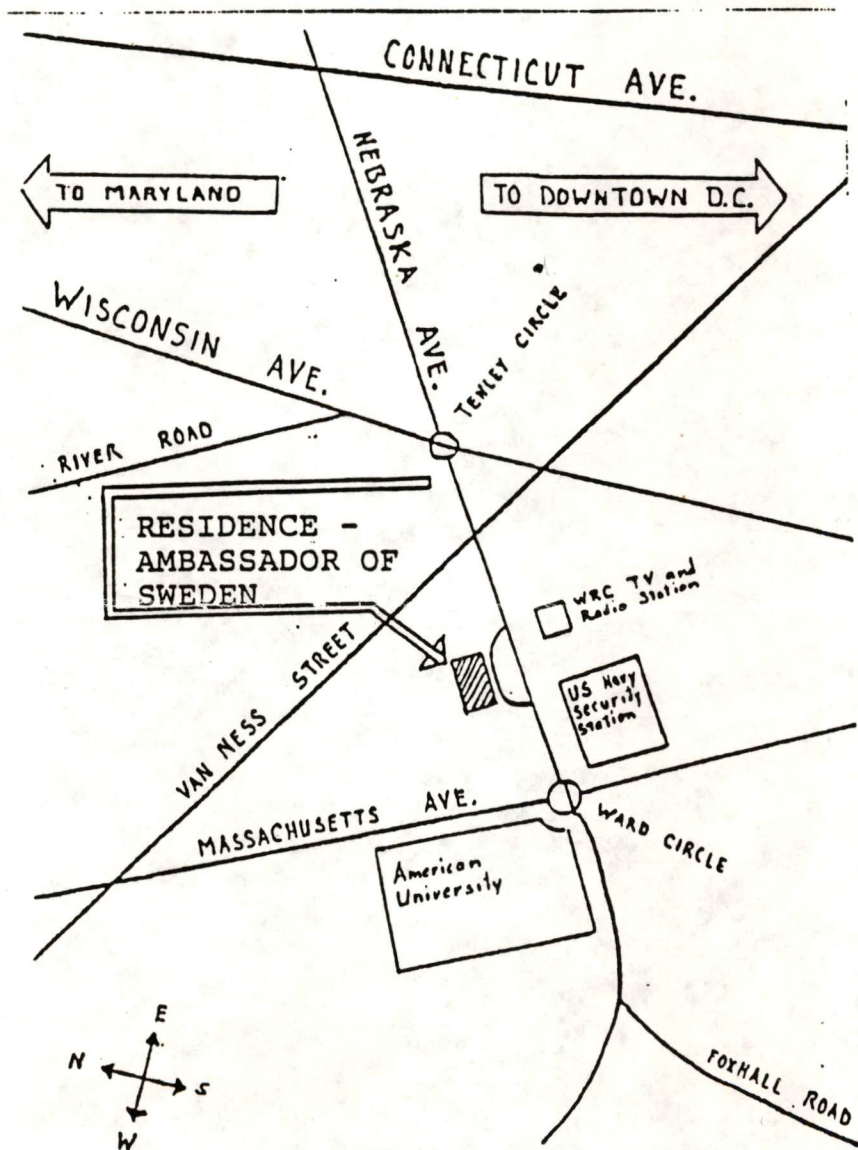 CONNECTICUT AVE.
NEBRASKA AVE.
TO MARYLAND
TO DOWNTOWN D.C.
WISCONSIN AVE.
TENLEY CIRCLE
RIVER ROAD
RESIDENCE -
AMBASSADOR OF
SWEDEN
WRC TV and
Radio Station
VAN NESS STREET
US Navy
Security
Station
MASSACHUSETTS AVE.
WARD CIRCLE
American
University
E
N
S
W
FOXHALL ROAD